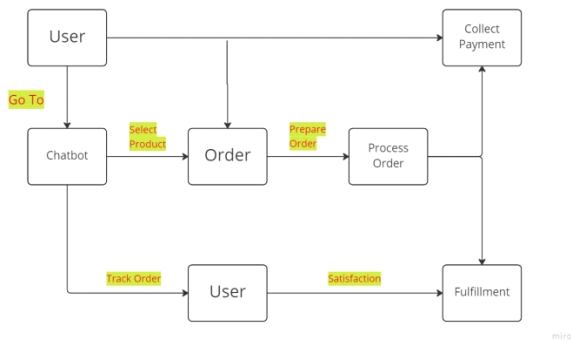 User
Collect
Payment
Go To
Chatbot
Select
Product
Order
Prepare
Order
Process
Order
Track Order
User
Satisfaction
Fulfillment
miro